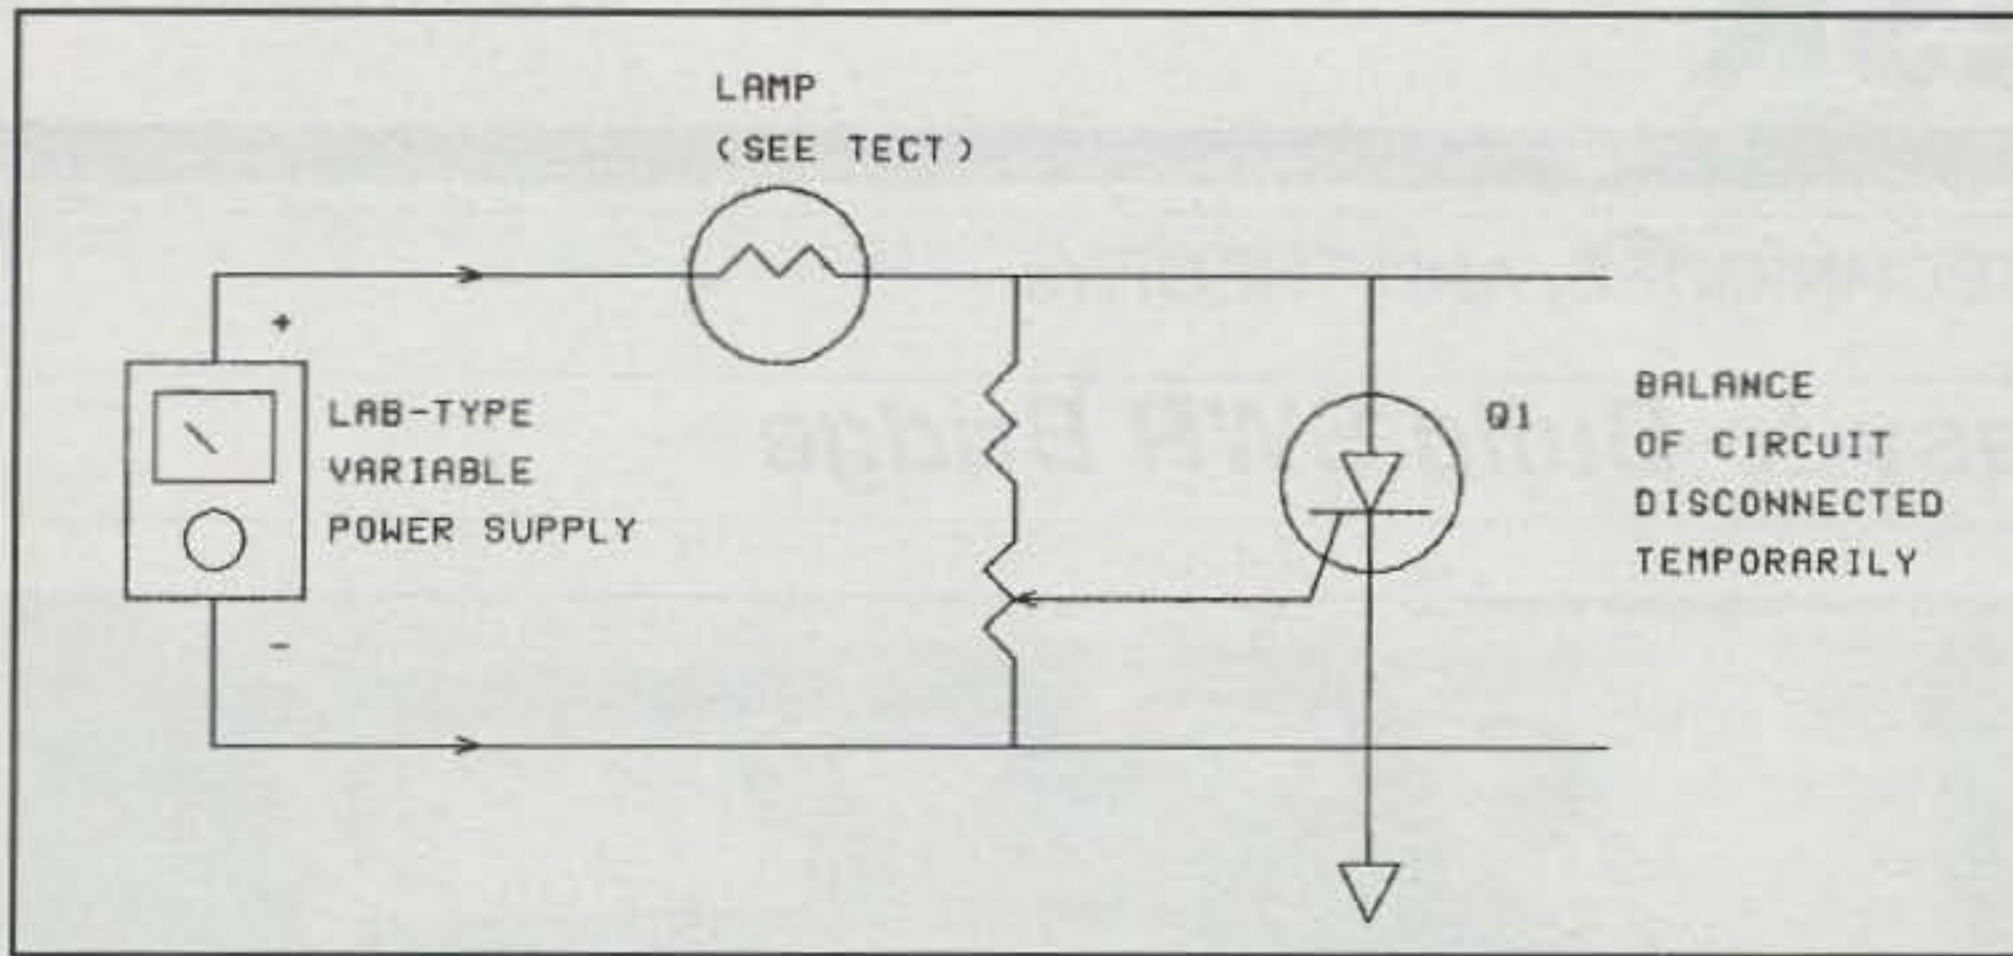 LAMP
(SEE TECT)
+
LAB-TYPE
VARIABLE
POWER SUPPLY
-
Q1
BALANCE
OF CIRCUIT
DISCONNECTED
TEMPORARILY